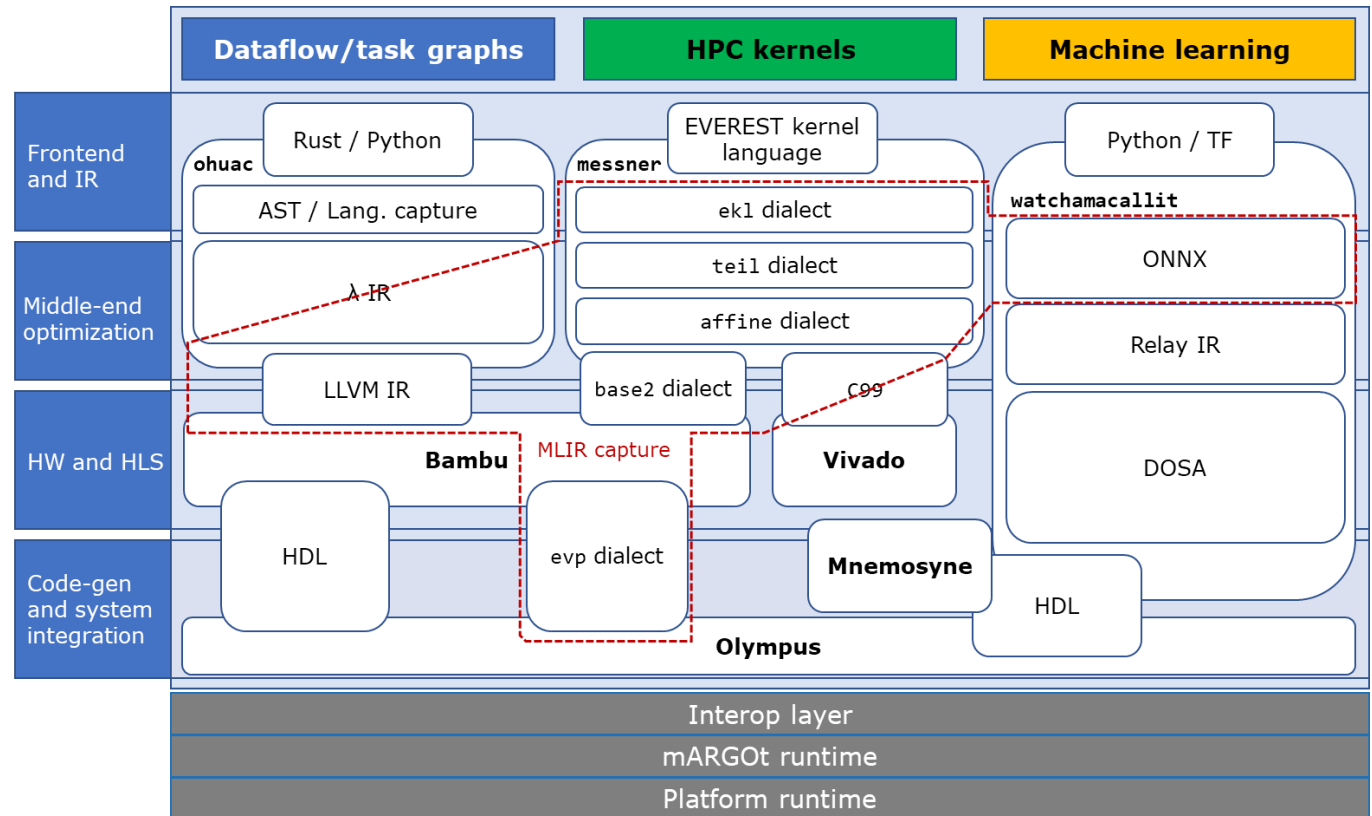 Dataflow/task graphs
HPC kernels
Machine learning
Frontend
and IR
Rust / Python
ohuac
AST / Lang. capture
EVEREST kernel
language
messner
ekl dialect
Python / TF
watchamacallit
ONNX
Middle-end
optimization
λ IR
teil dialect
affine dialect
Relay IR
LLVM IR
base2 dialect
C99
HW and HLS
Bambu
MLIR capture
Vivado
DOSA
Code-gen
and system
integration
HDL
evp dialect
Mnemosyne
HDL
Olympus
Interop layer
mARGOt runtime
Platform runtime